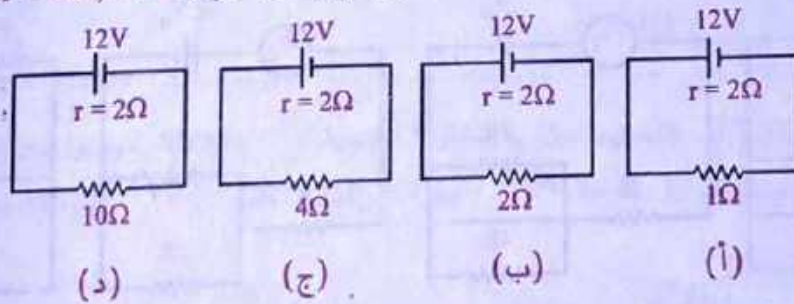 12V 12V 12V 12V
r = 2Ω r = 2Ω r = 2Ω r = 2Ω
10Ω 4Ω 2Ω 1Ω
(أ) (ب) (ج) (د)